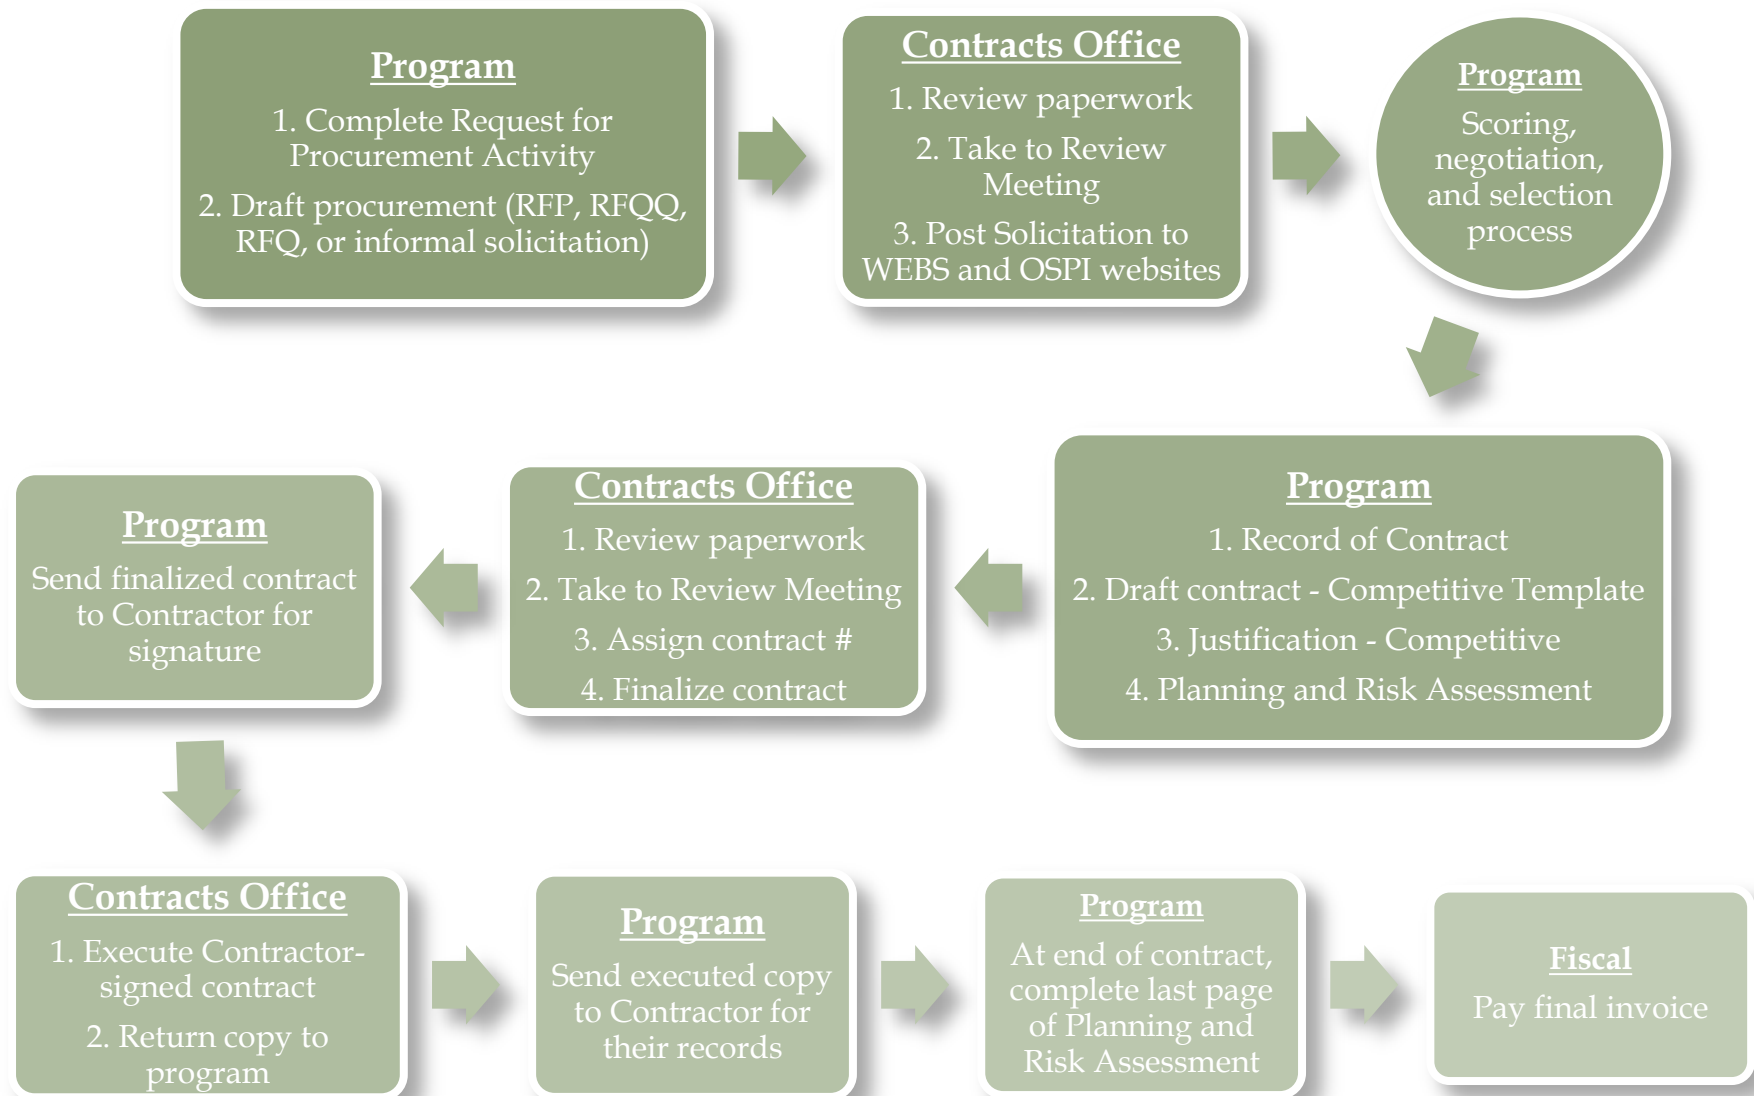 Program
1. Complete Request for
Procurement Activity
2. Draft procurement (RFP, RFQQ,
RFQ, or informal solicitation)
Contracts Office
1. Review paperwork
2. Take to Review
Meeting
3. Post Solicitation to
WEBS and OSPI websites
Program
Scoring,
negotiation,
and selection
process
Program
1. Record of Contract
2. Draft contract - Competitive Template
3. Justification - Competitive
4. Planning and Risk Assessment
Contracts Office
1. Review paperwork
2. Take to Review Meeting
3. Assign contract #
4. Finalize contract
Program
Send finalized contract
to Contractor for
signature
Contracts Office
1. Execute Contractor-
signed contract
2. Return copy to
program
Program
Send executed copy
to Contractor for
their records
Program
At end of contract,
complete last page
of Planning and
Risk Assessment
Fiscal
Pay final invoice